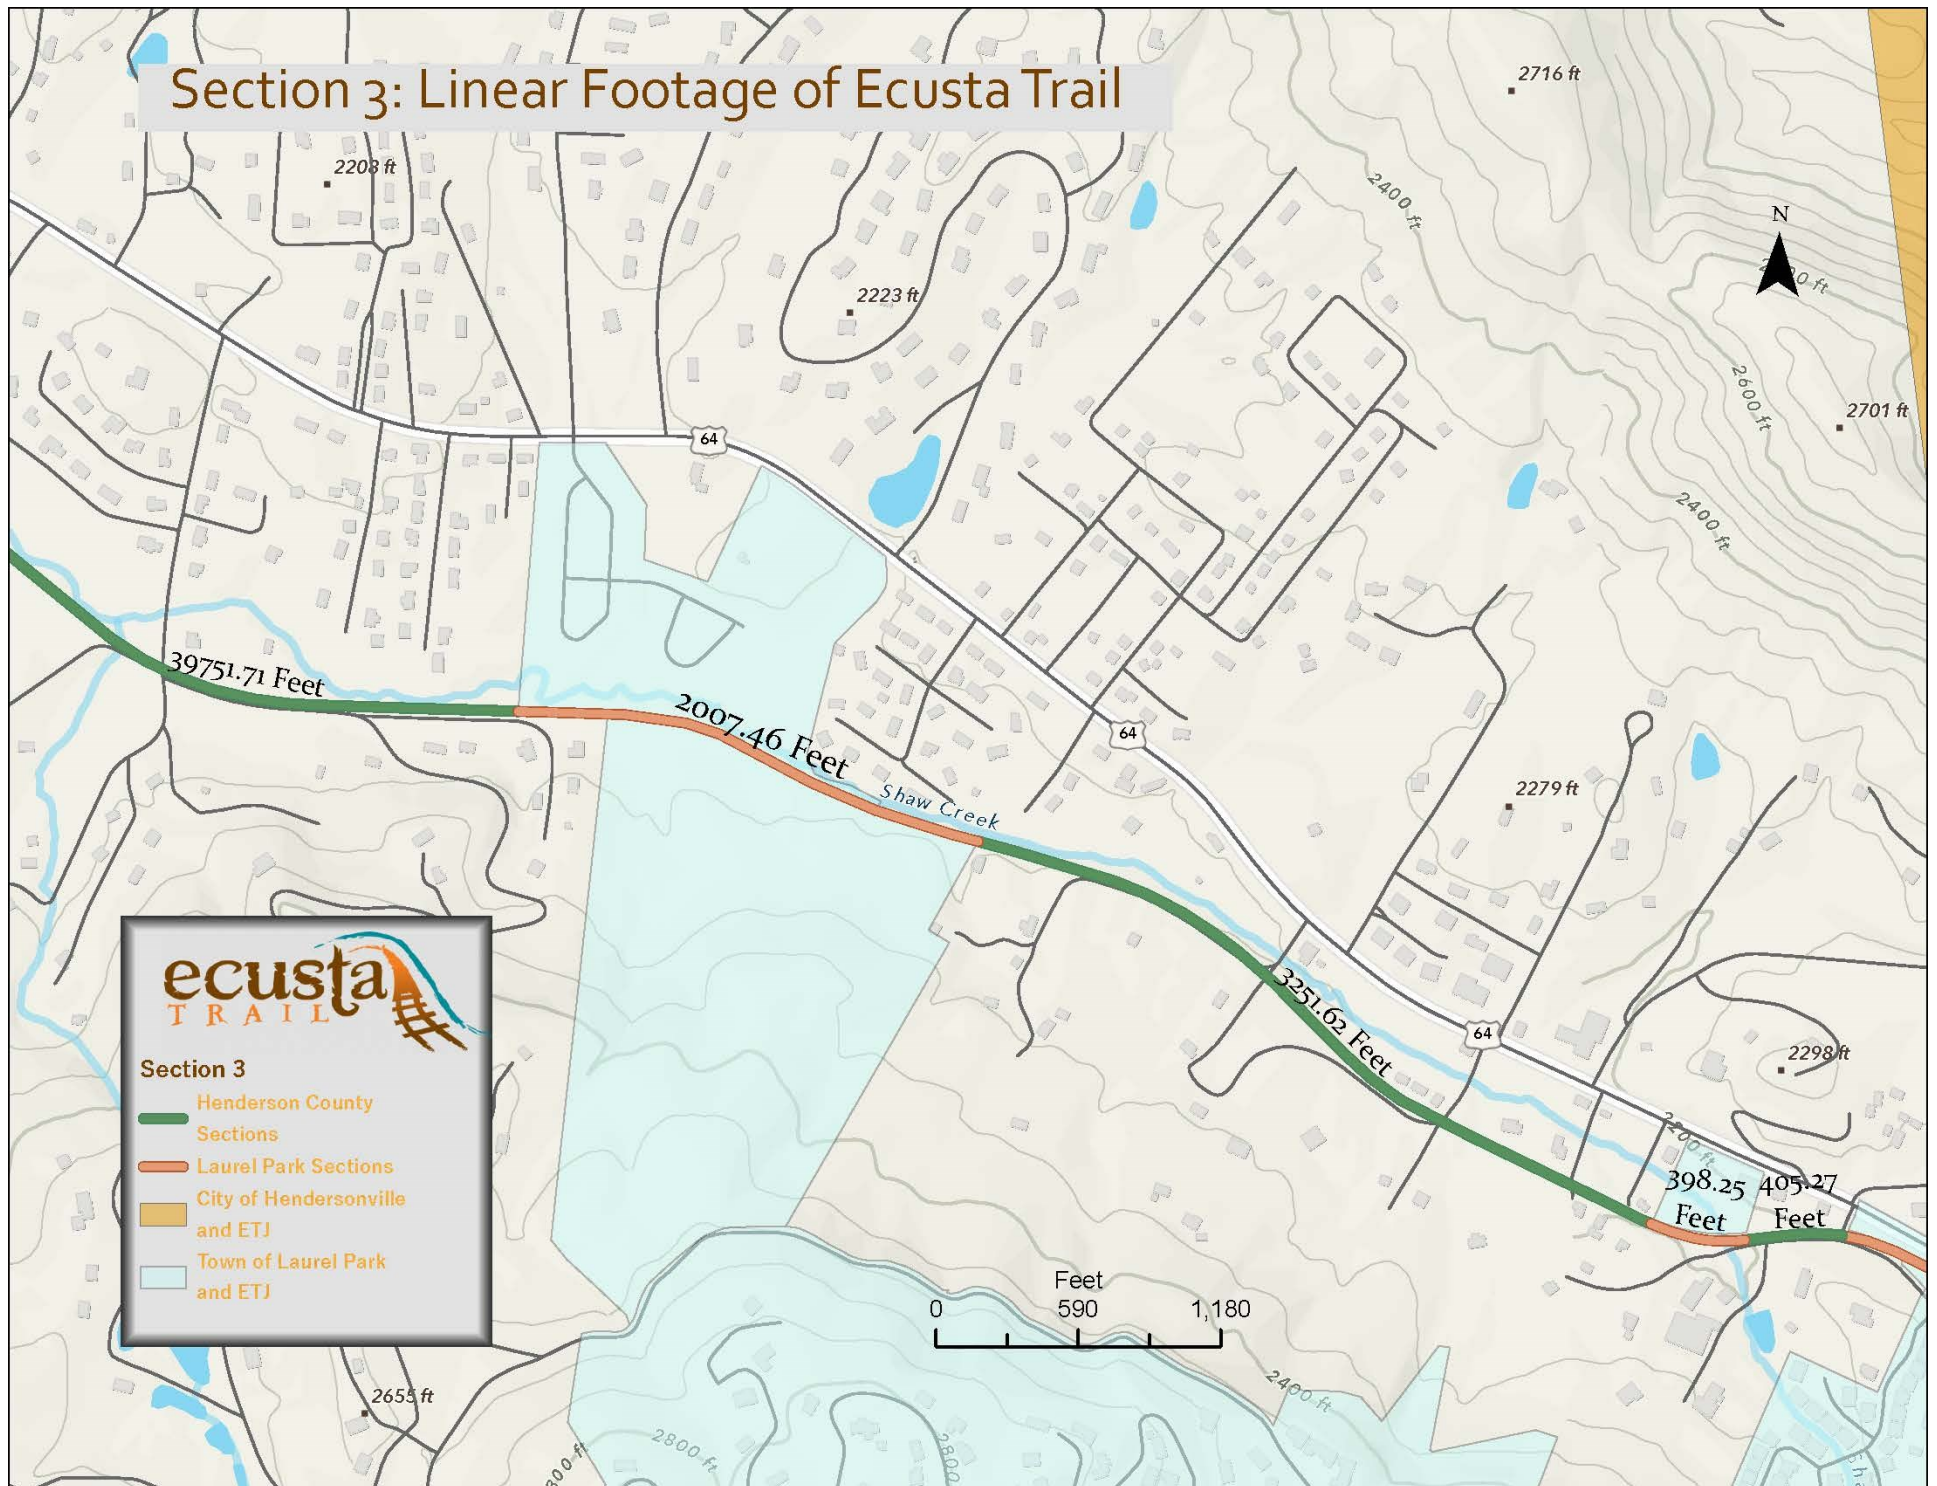 Section 3: Linear Footage of Ecusta Trail
2716 ft
2208 ft
2400 ft
N
2223 ft
2600 ft
2701 ft
64
2400 ft
39751.71 Feet
2007.46 Feet
64
Shaw Creek
2279 ft
3251.62 Feet
64
2298 ft
2200 ft
398.25
Feet
405.27
Feet
ecusta
TRAIL
Section 3
Henderson County
Sections
Laurel Park Sections
City of Hendersonville
and ETJ
Town of Laurel Park
and ETJ
Feet
0 590 1,180
2655 ft
2400 ft
2800 ft
2800